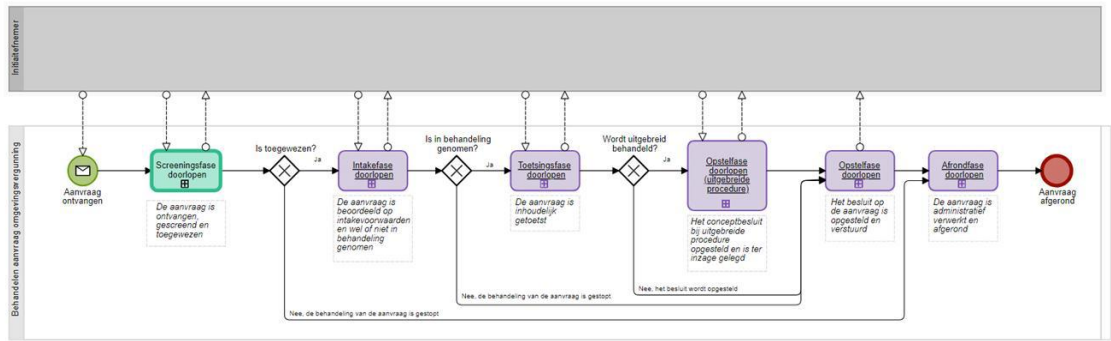 Initiatiefnemer
Behandelen aanvraag omgevingsvergunning
Aanvraag
ontvangen
Screeningsfase
doorlopen
De aanvraag is
ontvangen,
gescreend en
toegewezen
Is toegewezen?
Ja
Intakefase
doorlopen
De aanvraag is
beoordeeld op
intakevoorwaarden
en wel of niet in
behandeling
genomen
Is in behandeling
genomen?
Ja
Toetsingsfase
doorlopen
De aanvraag is
inhoudelijk
getoetst
Wordt uitgebreid
behandeld?
Ja
Opstelfase
doorlopen
(uitgebreide
procedure)
Het conceptbesluit
bij uitgebreide
procedure
opgesteld en is ter
inzage gelegd
Opstelfase
doorlopen
Het besluit op
de aanvraag is
opgesteld en
verstuurd
Afrondfase
doorlopen
De aanvraag is
administratief
verwerkt en
afgerond
Aanvraag
afgerond
Nee, het besluit wordt opgesteld
Nee, de behandeling van de aanvraag is gestopt
Nee, de behandeling van de aanvraag is gestopt